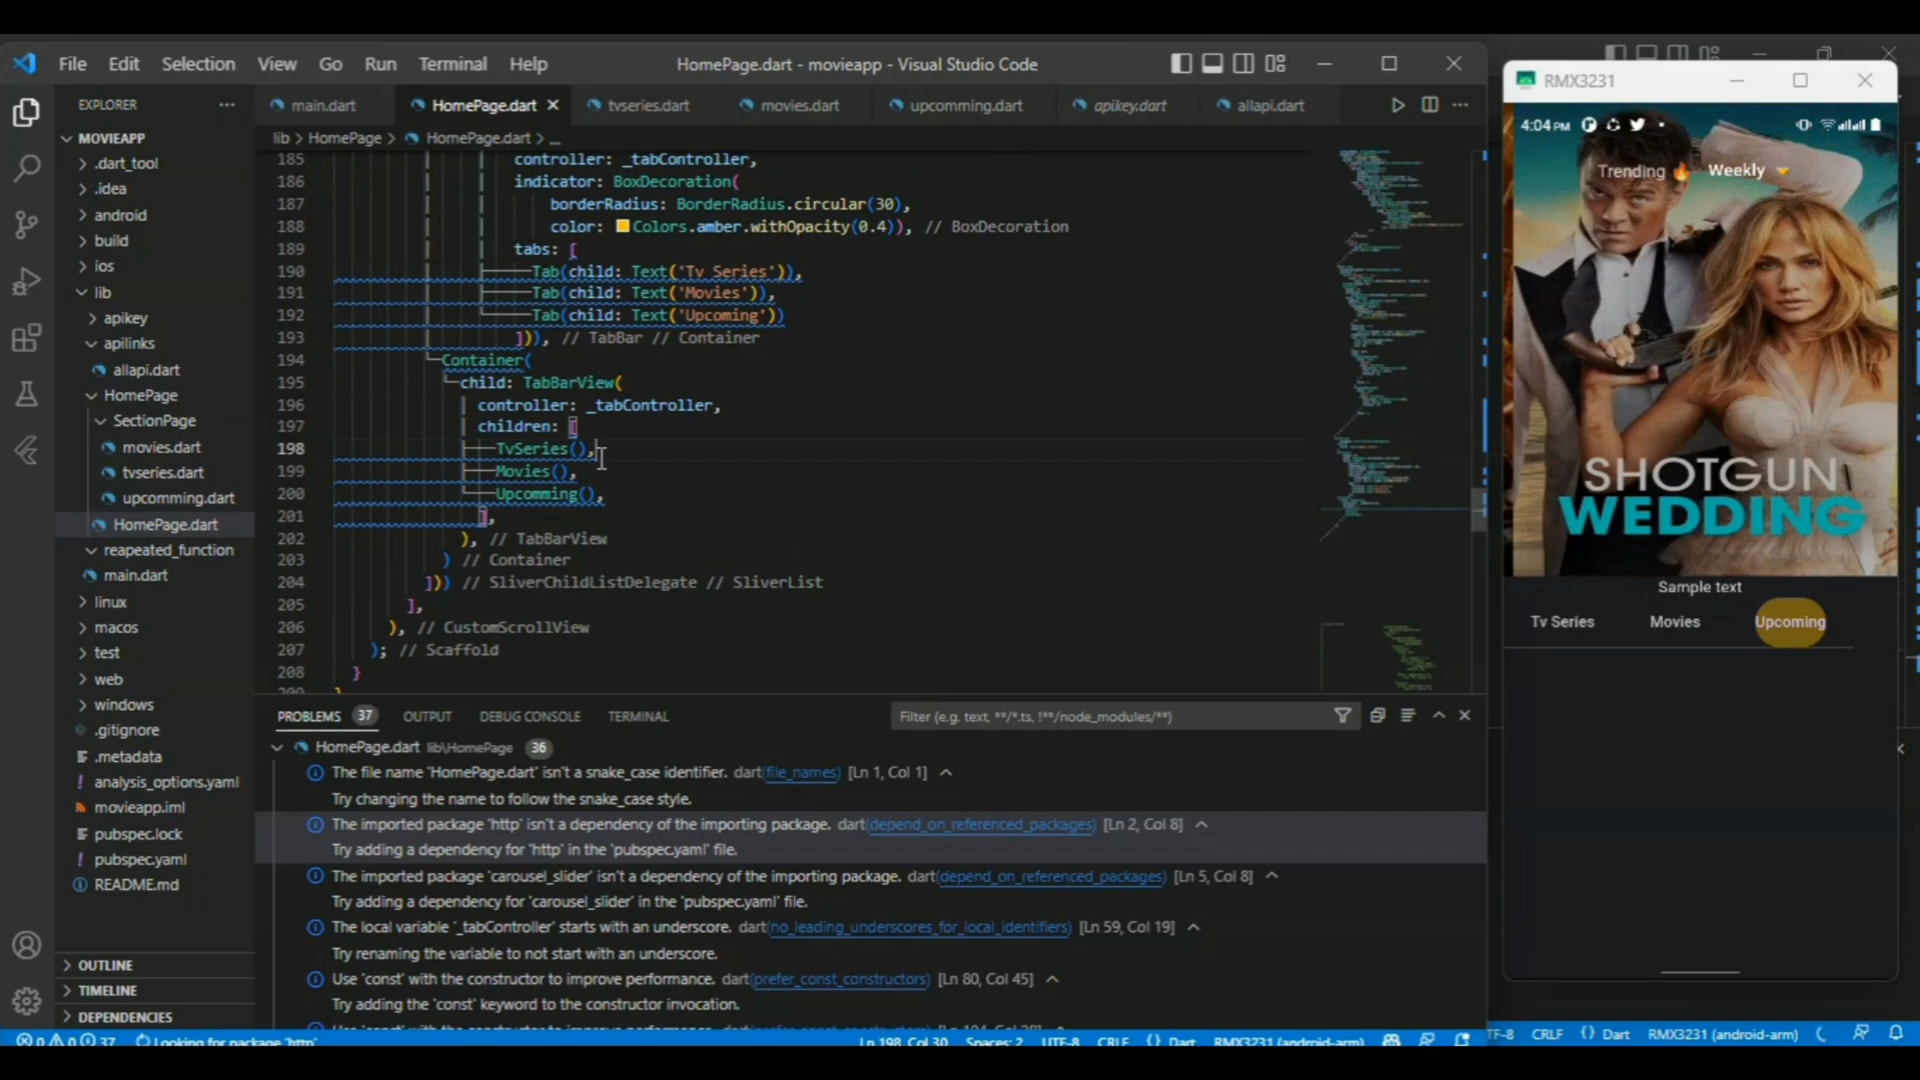 File Edit Selection View Go Run Terminal Help
HomePage.dart - movieapp - Visual Studio Code
EXPLORER
MOVIEAPP
.dart_tool
.idea
android
build
ios
lib
apikey
apilinks
allapi.dart
HomePage
SectionPage
movies.dart
tvseries.dart
upcomming.dart
HomePage.dart
reapeated_function
main.dart
linux
macos
test
web
windows
.gitignore
.metadata
analysis_options.yaml
movieapp.iml
pubspec.lock
pubspec.yaml
README.md
OUTLINE
TIMELINE
DEPENDENCIES
main.dart HomePage.dart tvseries.dart movies.dart upcomming.dart apikey.dart allapi.dart
lib > HomePage > HomePage.dart > ...
185 controller: _tabController,
186 indicator: BoxDecoration(
187 borderRadius: BorderRadius.circular(30),
188 color: Colors.amber.withOpacity(0.4)), // BoxDecoration
189 tabs: [
190 Tab(child: Text('Tv Series')),
191 Tab(child: Text('Movies')),
192 Tab(child: Text('Upcoming'))
193 ])), // TabBar // Container
194 Container(
195 child: TabBarView(
196 controller: _tabController,
197 children: [
198 TvSeries(),
199 Movies(),
200 Upcomming(),
201 ],
202 ), // TabBarView
203 ) // Container
204 ])) // SliverChildListDelegate // SliverList
205 ],
206 ), // CustomScrollView
207 ); // Scaffold
208 }
209 }
PROBLEMS 37 OUTPUT DEBUG CONSOLE TERMINAL
Filter (e.g. text, **/*.ts, !**/node_modules/**)
HomePage.dart lib\HomePage 36
The file name 'HomePage.dart' isn't a snake_case identifier. dart(file_names) [Ln 1, Col 1]
Try changing the name to follow the snake_case style.
The imported package 'http' isn't a dependency of the importing package. dart(depend_on_referenced_packages) [Ln 2, Col 8]
Try adding a dependency for 'http' in the 'pubspec.yaml' file.
The imported package 'carousel_slider' isn't a dependency of the importing package. dart(depend_on_referenced_packages) [Ln 5, Col 8]
Try adding a dependency for 'carousel_slider' in the 'pubspec.yaml' file.
The local variable '_tabController' starts with an underscore. dart(no_leading_underscores_for_local_identifiers) [Ln 59, Col 19]
Try renaming the variable to not start with an underscore.
Use 'const' with the constructor to improve performance. dart(prefer_const_constructors) [Ln 80, Col 45]
Try adding the 'const' keyword to the constructor invocation.
0 0 37 Looking for package 'http' Ln 198, Col 30 Spaces: 2 UTF-8 CRLF {} Dart RMX3231 (android-arm)
RMX3231
4:04 PM
Trending Weekly
SHOTGUN
WEDDING
Sample text
Tv Series Movies Upcoming
TF-8 CRLF {} Dart RMX3231 (android-arm)